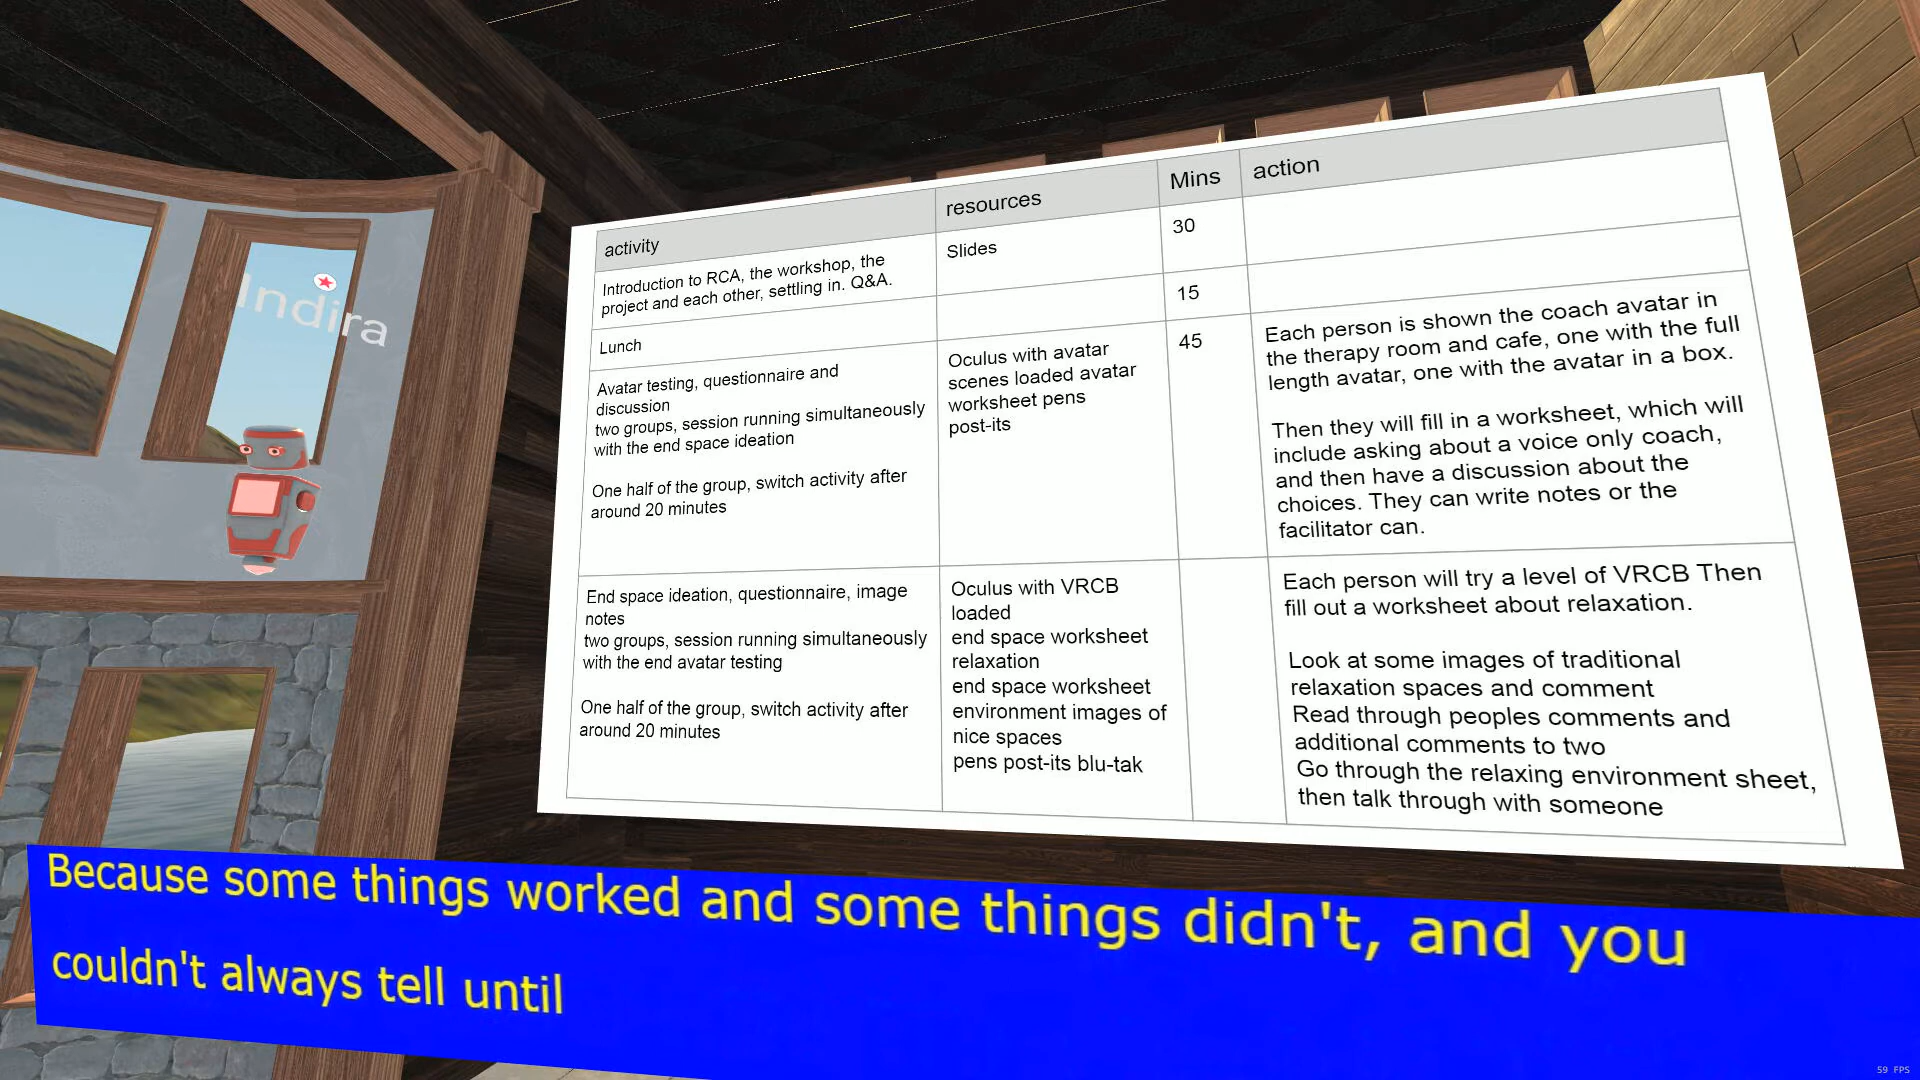 Indira
activity
resources
Mins
action
Introduction to RCA, the workshop, the
project and each other, settling in. Q&A.
Slides
30
Lunch
15
Avatar testing, questionnaire and
discussion
two groups, session running simultaneously
with the end space ideation
One half of the group, switch activity after
around 20 minutes
Oculus with avatar
scenes loaded avatar
worksheet pens
post-its
45
Each person is shown the coach avatar in
the therapy room and cafe, one with the full
length avatar, one with the avatar in a box.
Then they will fill in a worksheet, which will
include asking about a voice only coach,
and then have a discussion about the
choices. They can write notes or the
facilitator can.
End space ideation, questionnaire, image
notes
two groups, session running simultaneously
with the end avatar testing
One half of the group, switch activity after
around 20 minutes
Oculus with VRCB
loaded
end space worksheet
relaxation
end space worksheet
environment images of
nice spaces
pens post-its blu-tak
Each person will try a level of VRCB Then
fill out a worksheet about relaxation.
Look at some images of traditional
relaxation spaces and comment
Read through peoples comments and
additional comments to two
Go through the relaxing environment sheet,
then talk through with someone
Because some things worked and some things didn't, and you
couldn't always tell until
59 FPS